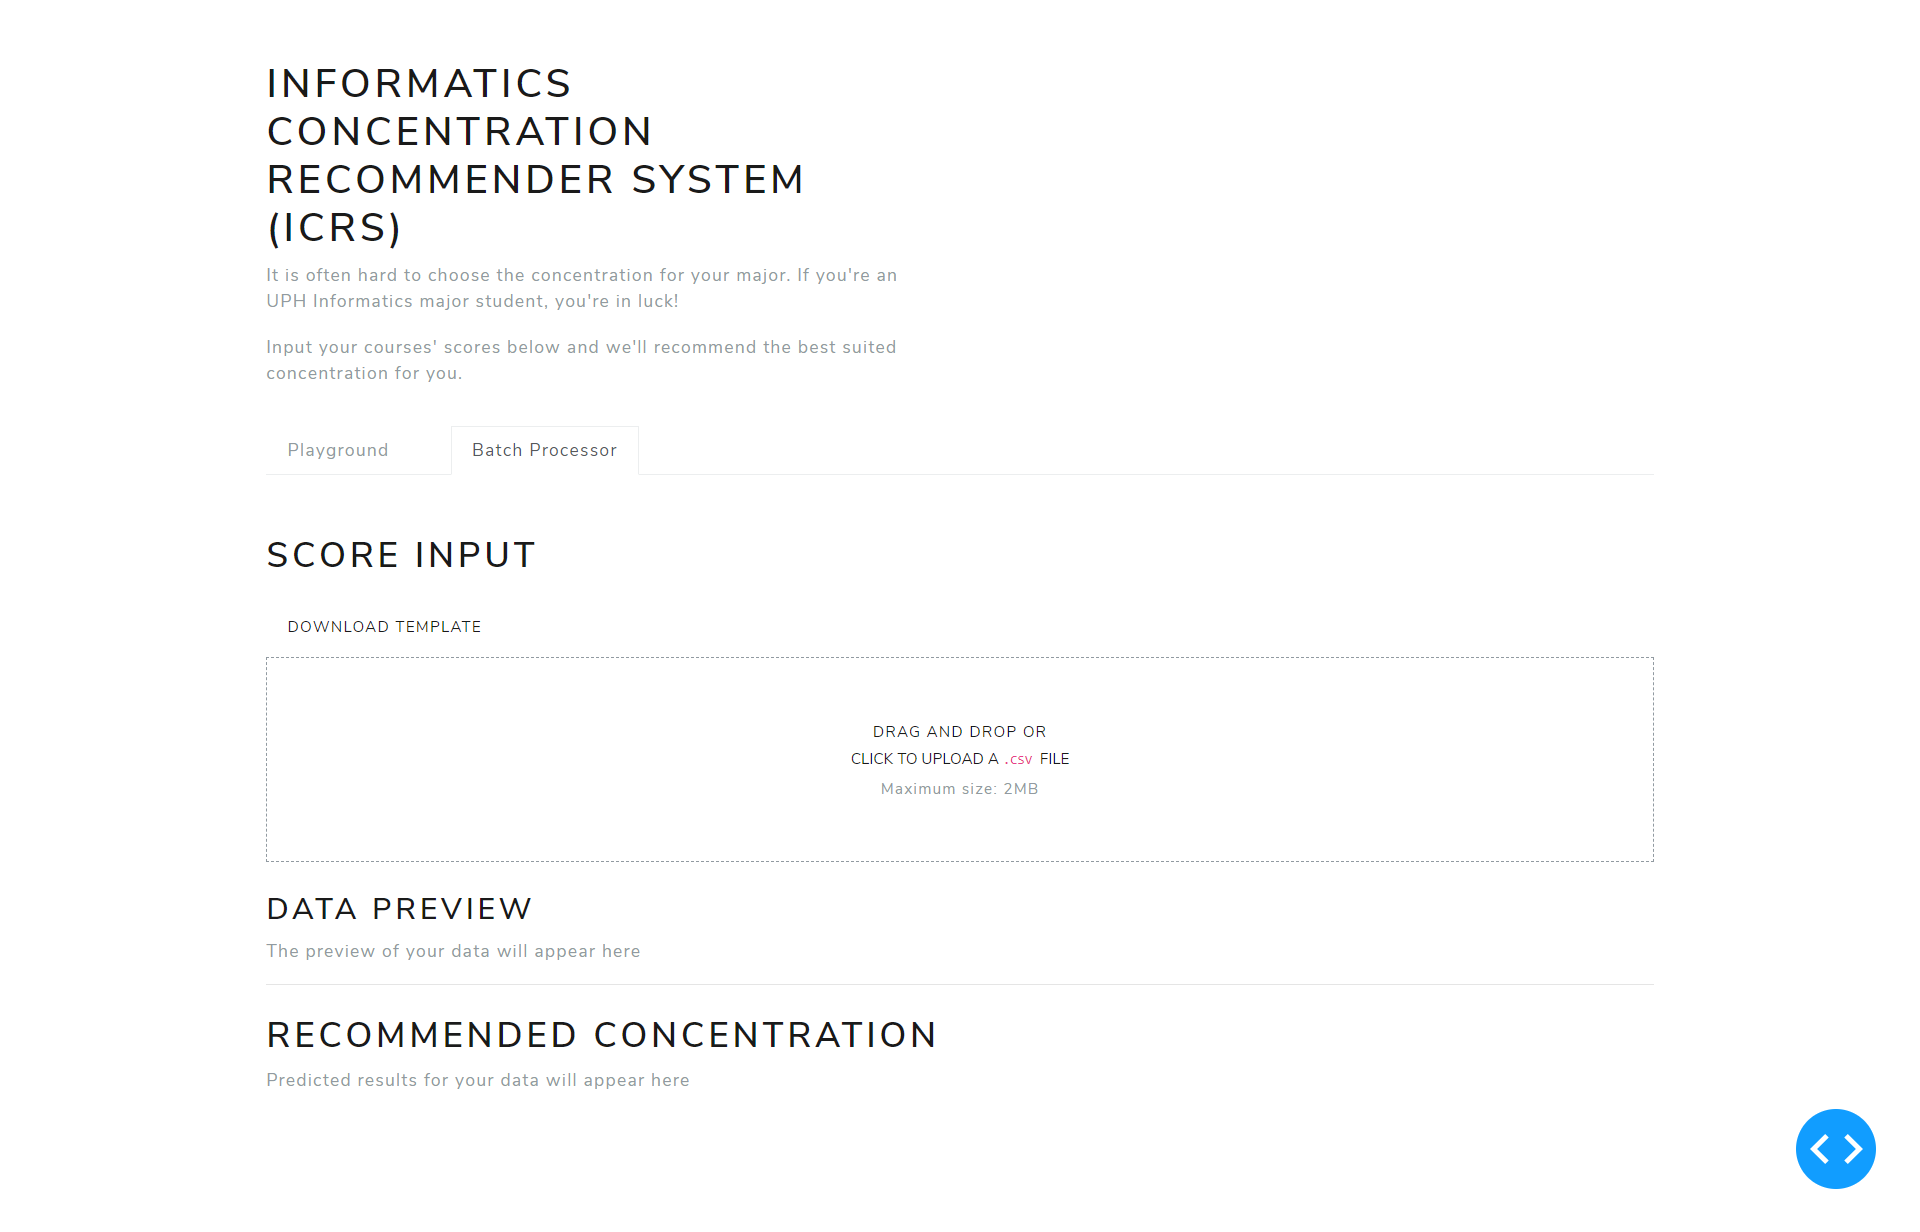 INFORMATICS
CONCENTRATION
RECOMMENDER SYSTEM
(ICRS)
It is often hard to choose the concentration for your major. If you're an
UPH Informatics major student, you're in luck!
Input your courses' scores below and we'll recommend the best suited
concentration for you.
Playground
Batch Processor
SCORE INPUT
DOWNLOAD TEMPLATE
DRAG AND DROP OR
CLICK TO UPLOAD A .csv FILE
Maximum size: 2MB
DATA PREVIEW
The preview of your data will appear here
RECOMMENDED CONCENTRATION
Predicted results for your data will appear here